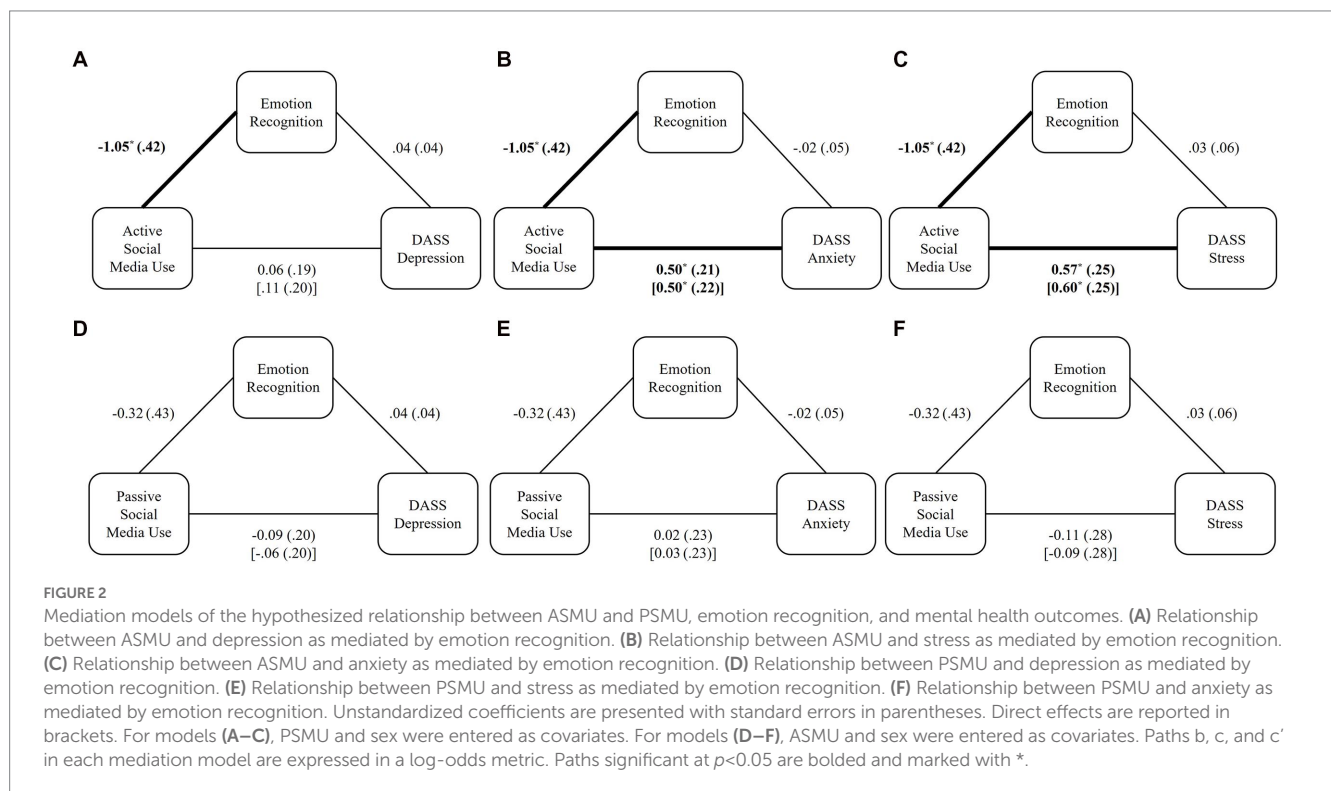 A
Emotion
Recognition
-1.05* (.42)
.04 (.04)
Active
Social
Media Use
DASS
Depression
0.06 (.19)
[.11 (.20)]
B
Emotion
Recognition
-1.05* (.42)
-.02 (.05)
Active
Social
Media Use
DASS
Anxiety
0.50* (.21)
[0.50* (.22)]
C
Emotion
Recognition
-1.05* (.42)
.03 (.06)
Active
Social
Media Use
DASS
Stress
0.57* (.25)
[0.60* (.25)]
D
Emotion
Recognition
-0.32 (.43)
.04 (.04)
Passive
Social
Media Use
DASS
Depression
-0.09 (.20)
[-.06 (.20)]
E
Emotion
Recognition
-0.32 (.43)
-.02 (.05)
Passive
Social
Media Use
DASS
Anxiety
0.02 (.23)
[0.03 (.23)]
F
Emotion
Recognition
-0.32 (.43)
.03 (.06)
Passive
Social
Media Use
DASS
Stress
-0.11 (.28)
[-0.09 (.28)]
FIGURE 2
Mediation models of the hypothesized relationship between ASMU and PSMU, emotion recognition, and mental health outcomes. (A) Relationship
between ASMU and depression as mediated by emotion recognition. (B) Relationship between ASMU and stress as mediated by emotion recognition.
(C) Relationship between ASMU and anxiety as mediated by emotion recognition. (D) Relationship between PSMU and depression as mediated by
emotion recognition. (E) Relationship between PSMU and stress as mediated by emotion recognition. (F) Relationship between PSMU and anxiety as
mediated by emotion recognition. Unstandardized coefficients are presented with standard errors in parentheses. Direct effects are reported in
brackets. For models (A–C), PSMU and sex were entered as covariates. For models (D–F), ASMU and sex were entered as covariates. Paths b, c, and c’
in each mediation model are expressed in a log-odds metric. Paths significant at p<0.05 are bolded and marked with *.